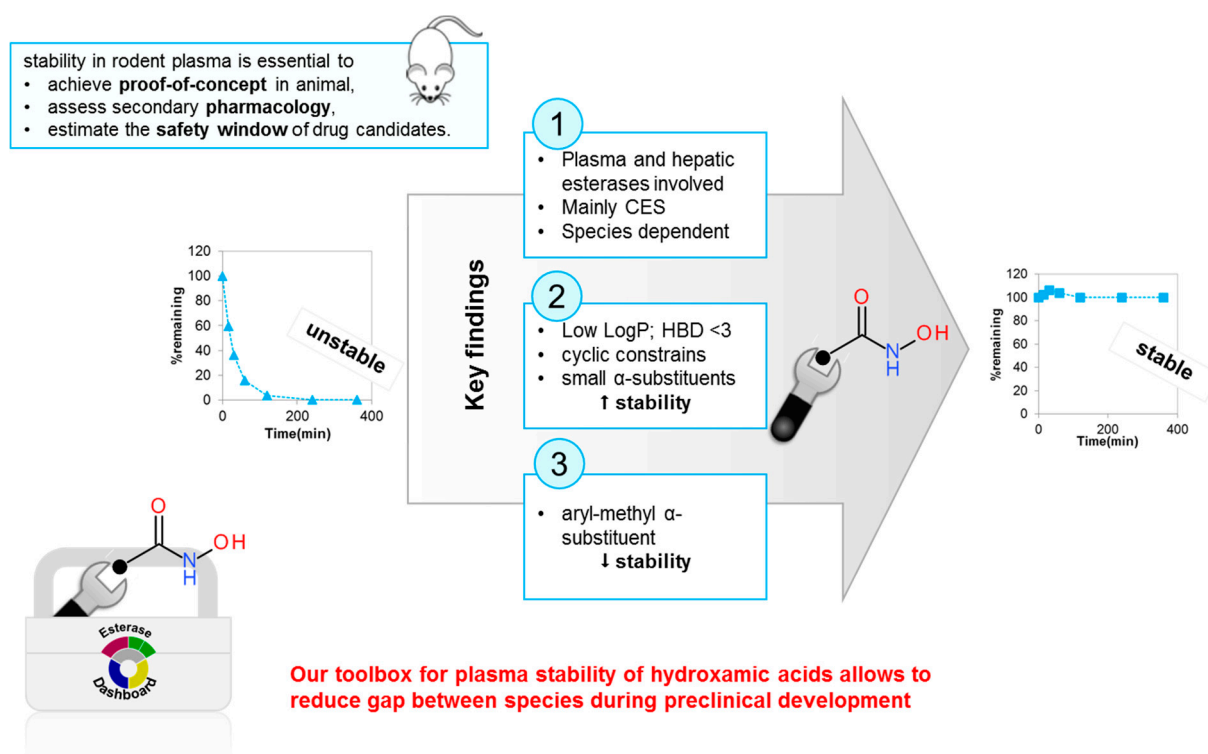 stability in rodent plasma is essential to
• achieve proof-of-concept in animal,
• assess secondary pharmacology,
• estimate the safety window of drug candidates.
1
• Plasma and hepatic
esterases involved
• Mainly CES
• Species dependent
Key findings
2
• Low LogP; HBD <3
• cyclic constrains
• small α-substituents
↑ stability
3
• aryl-methyl α-
substituent
↓ stability
%remaining
120
100
80
60
40
20
0
0
200
400
Time(min)
unstable
O
OH
N
H
%remaining
120
100
80
60
40
20
0
0
200
400
Time(min)
stable
O
OH
N
H
Esterase
Dashboard
Our toolbox for plasma stability of hydroxamic acids allows to
reduce gap between species during preclinical development